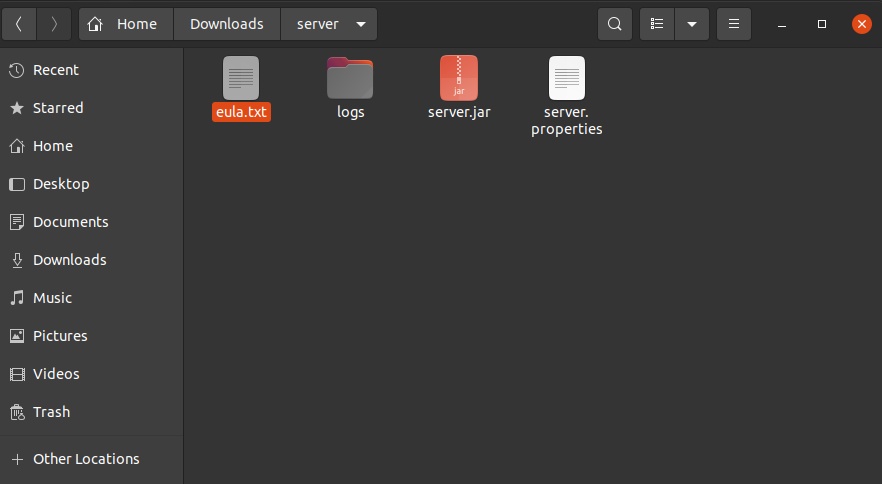 Home
Downloads
server
Recent
Starred
Home
Desktop
Documents
Downloads
Music
Pictures
Videos
Trash
Other Locations
eula.txt
logs
jar
server.jar
server.
properties